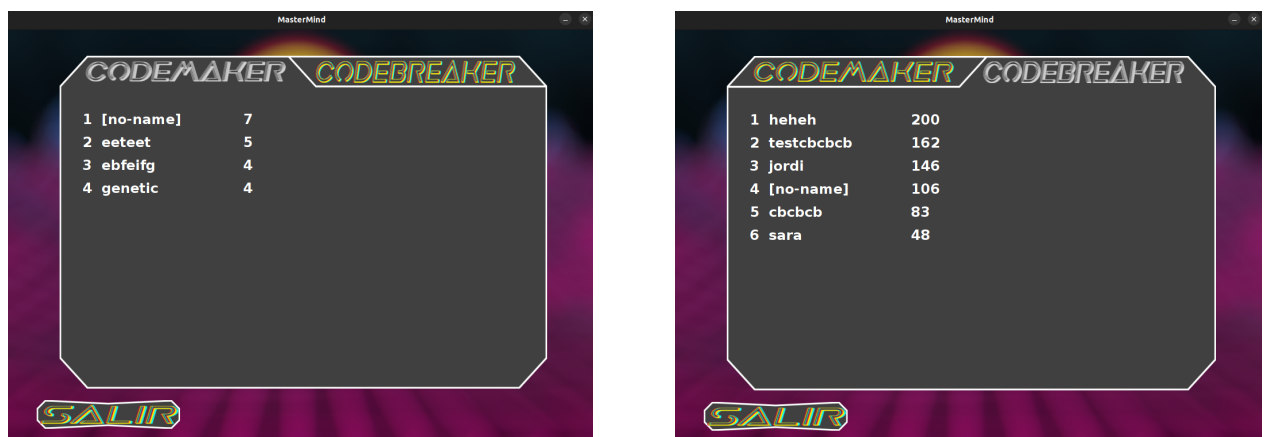 MasterMind
CODEMAKER CODEBREAKER
1 [no-name] 7
2 eeteet 5
3 ebfeifg 4
4 genetic 4
SALIR
MasterMind
CODEMAKER CODEBREAKER
1 heheh 200
2 testcbcbcb 162
3 jordi 146
4 [no-name] 106
5 cbcbcb 83
6 sara 48
SALIR